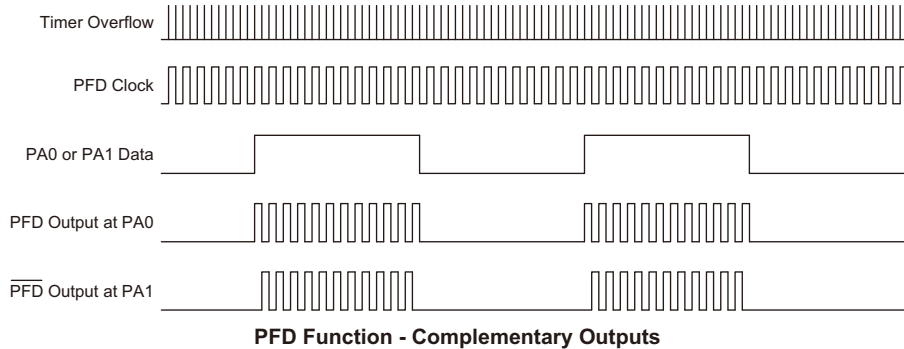 Timer Overflow
PFD Clock
PA0 or PA1 Data
PFD Output at PA0
P̅F̅D̅ Output at PA1
PFD Function - Complementary Outputs